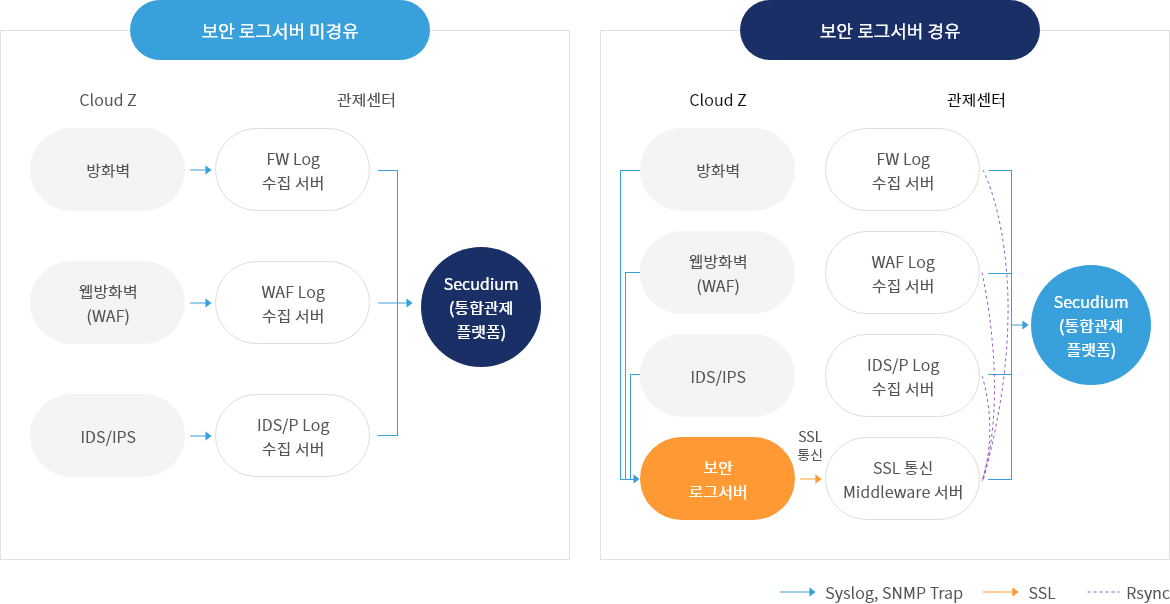 보안 로그서버 미경유
Cloud Z
관제센터
방화벽
FW Log
수집 서버
웹방화벽
(WAF)
WAF Log
수집 서버
Secudium
(통합관제
플랫폼)
IDS/IPS
IDS/P Log
수집 서버
보안 로그서버 경유
Cloud Z
관제센터
방화벽
FW Log
수집 서버
웹방화벽
(WAF)
WAF Log
수집 서버
Secudium
(통합관제
플랫폼)
IDS/IPS
IDS/P Log
수집 서버
보안
로그서버
SSL
통신
SSL 통신
Middleware 서버
Syslog, SNMP Trap
SSL
Rsync